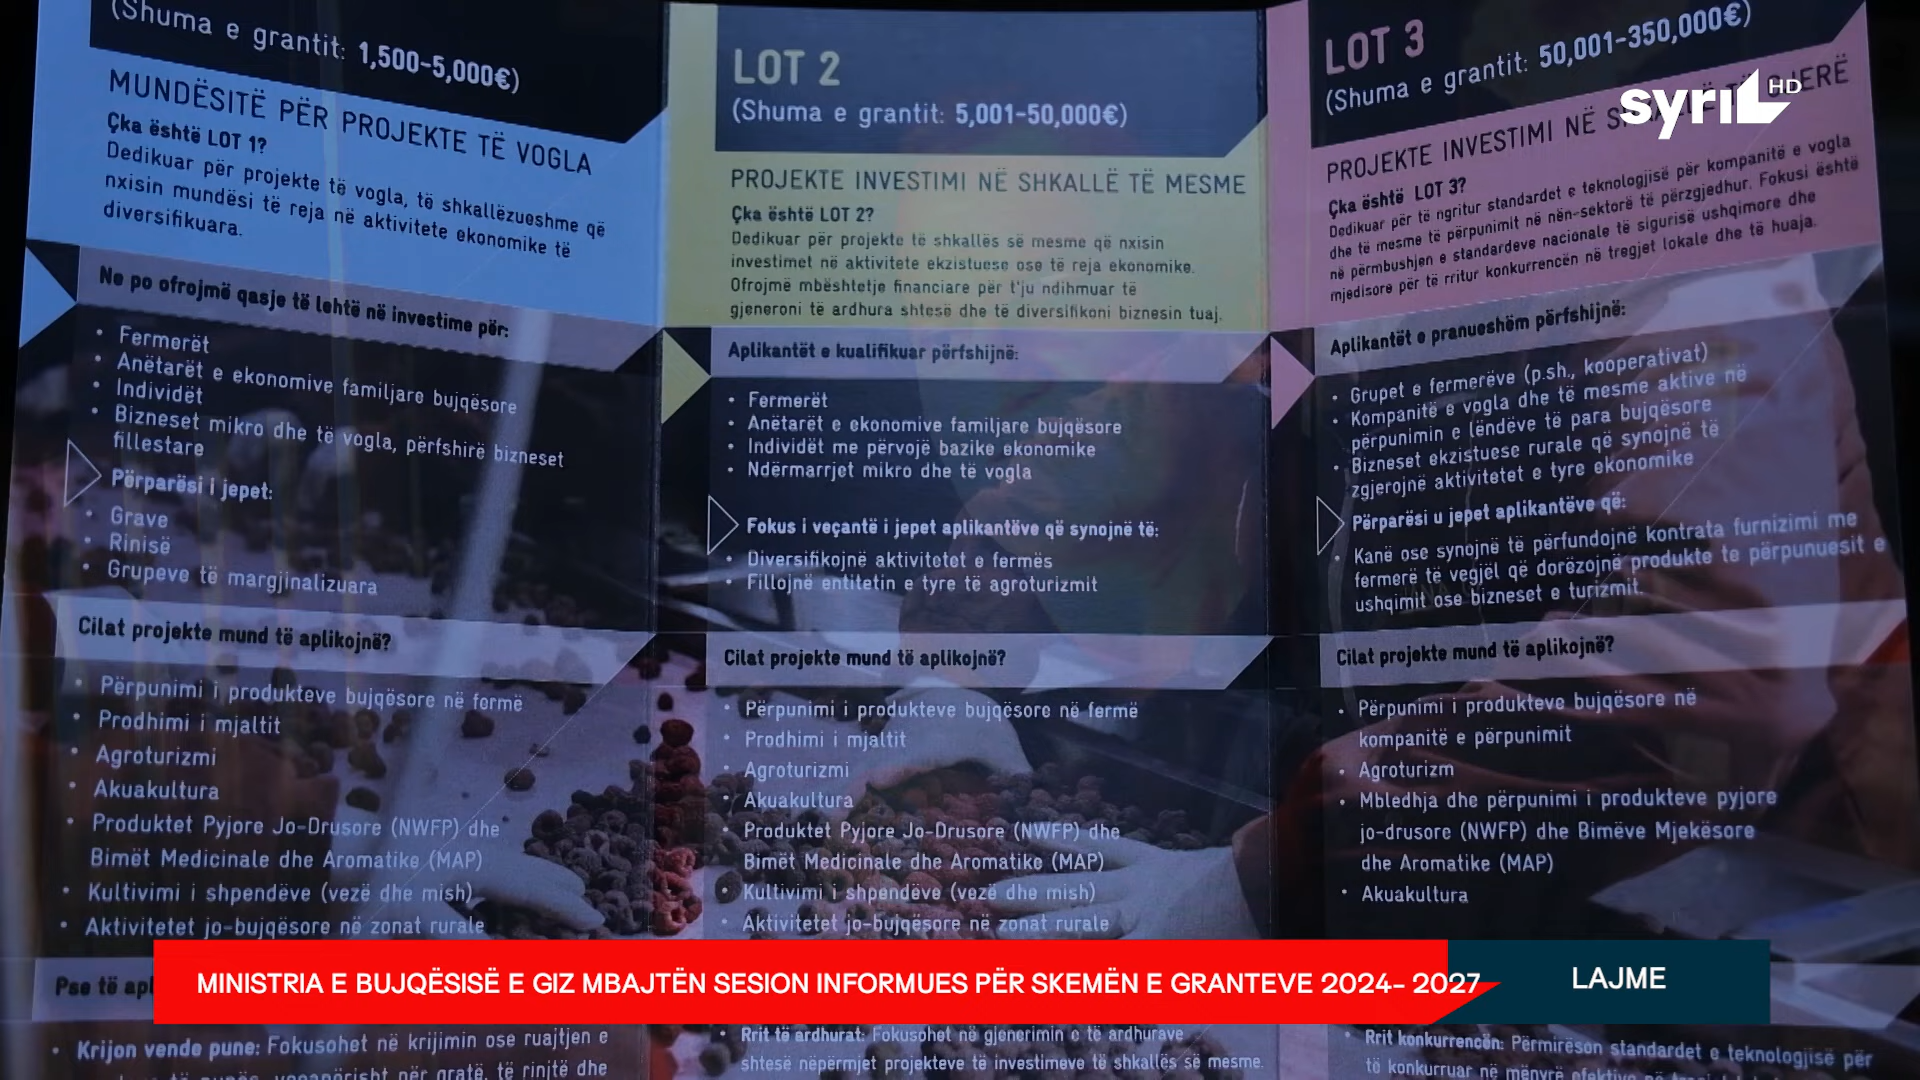 (Shuma e grantit: 1,500-5,000€)
MUNDËSITË PËR PROJEKTE TË VOGLA
Çka është LOT 1?
Dedikuar për projekte të vogla, të shkallëzueshme që
nxisin mundësi të reja në aktivitete ekonomike të
diversifikuara.
Ne po ofrojmë qasje të lehtë në investime për:
• Fermerët
• Anëtarët e ekonomive familjare bujqësore
• Individët
• Bizneset mikro dhe të vogla, përfshirë bizneset
fillestare
Përparësi i jepet:
• Grave
• Rinisë
• Grupeve të margjinalizuara
Cilat projekte mund të aplikojnë?
• Përpunimi i produkteve bujqësore në fermë
• Prodhimi i mjaltit
• Agroturizmi
• Akuakultura
• Produktet Pyjore Jo-Drusore (NWFP) dhe
Bimët Medicinale dhe Aromatike (MAP)
• Kultivimi i shpendëve (vezë dhe mish)
• Aktivitetet jo-bujqësore në zonat rurale
Pse të
• Krijon vende pune: Fokusohet në krijimin ose ruajtjen e
për gratë, të rinjtë dhe
LOT 2
(Shuma e grantit: 5,001-50,000€)
PROJEKTE INVESTIMI NË SHKALLË TË MESME
Çka është LOT 2?
Dedikuar për projekte të shkallës së mesme që nxisin
investimet në aktivitete ekzistuese ose të reja ekonomike.
Ofrojmë mbështetje financiare për t'ju ndihmuar të
gjeneroni të ardhura shtesë dhe të diversifikoni biznesin tuaj.
Aplikantët e kualifikuar përfshijnë:
• Fermerët
• Anëtarët e ekonomive familjare bujqësore
• Individët me përvojë bazike ekonomike
• Ndërmarrjet mikro dhe të vogla
Fokus i veçantë i jepet aplikantëve që synojnë të:
• Diversifikojnë aktivitetet e fermës
• Fillojnë entitetin e tyre të agroturizmit
Cilat projekte mund të aplikojnë?
• Përpunimi i produkteve bujqësore në fermë
• Prodhimi i mjaltit
• Agroturizmi
• Akuakultura
• Produktet Pyjore Jo-Drusore (NWFP) dhe
Bimët Medicinale dhe Aromatike (MAP)
• Kultivimi i shpendëve (vezë dhe mish)
• Aktivitetet jo-bujqësore në zonat rurale
• Rrit të ardhurat: Fokusohet në gjenerimin e të ardhurave
shtesë nëpërmjet projekteve të investimeve të shkallës së mesme.
LOT 3
(Shuma e grantit: 50,001-350,000€)
PROJEKTE INVESTIMI NË
Çka është LOT 3?
Dedikuar për të ngritur standardet e teknologjisë për kompanitë e vogla
dhe të mesme të përpunimit në nën-sektorë të përzgjedhur. Fokusi është
në përmbushjen e standardeve nacionale të sigurisë ushqimore dhe
mjedisore për të rritur konkurrencën në tregjet lokale dhe të huaja.
Aplikantët e pranueshëm përfshijnë:
• Grupet e fermerëve (p.sh., kooperativat)
• Kompanitë e vogla dhe të mesme aktive në
përpunimin e lëndëve të para bujqësore
• Bizneset ekzistuese rurale që synojnë të
zgjerojnë aktivitetet e tyre ekonomike
Përparësi u jepet aplikantëve që:
• Kanë ose synojnë të përfundojnë kontrata furnizimi me
fermerë të vegjël që dorëzojnë produkte te përpunuesit e
ushqimit ose bizneset e turizmit.
Cilat projekte mund të aplikojnë?
• Përpunimi i produkteve bujqësore në
kompanitë e përpunimit
• Agroturizm
• Mbledhja dhe përpunimi i produkteve pyjore
jo-drusore (NWFP) dhe Bimëve Mjekësore
dhe Aromatike (MAP)
• Akuakultura
• Rrit konkurrencën: Përmirëson standardet e teknologjisë për
të konkurruar në mënyrë efektive në
syri HD
MINISTRIA E BUJQËSISË E GIZ MBAJTËN SESION INFORMUES PËR SKEMËN E GRANTEVE 2024- 2027
LAJME